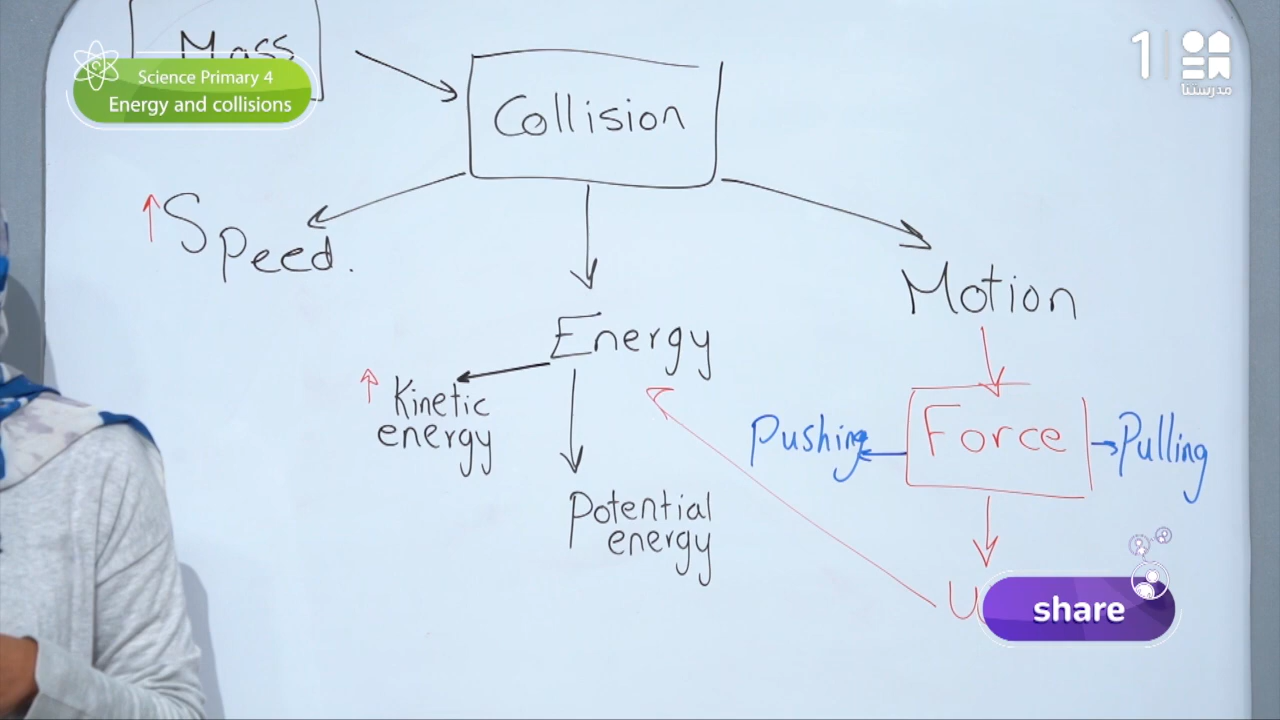 Mass
Science Primary 4
Energy and collisions
1
مدرستنا
Collision
Speed.
Energy
Motion
Kinetic
energy
Pushing
Force
Pulling
Potential
energy
share